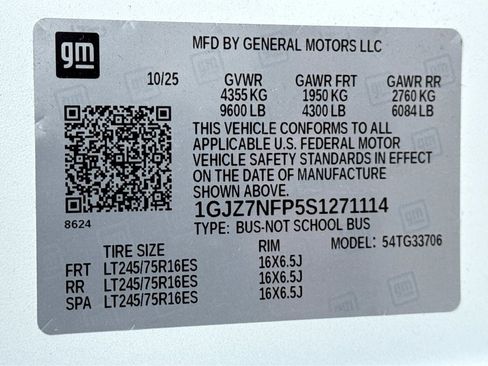 gm
MFD BY GENERAL MOTORS LLC
10/25 GVWR GAWR FRT GAWR RR
4355 KG 1950 KG 2760 KG
9600 LB 4300 LB 6084 LB
THIS VEHICLE CONFORMS TO ALL
APPLICABLE U.S. FEDERAL MOTOR
VEHICLE SAFETY STANDARDS IN EFFECT
ON THE DATE OF MANUFACTURE
SHOWN ABOVE.
8624
1GJZ7NFP5S1271114
TYPE: BUS-NOT SCHOOL BUS
TIRE SIZE RIM MODEL: 54TG33706
FRT LT245/75R16ES 16X6.5J
RR LT245/75R16ES 16X6.5J
SPA LT245/75R16ES 16X6.5J